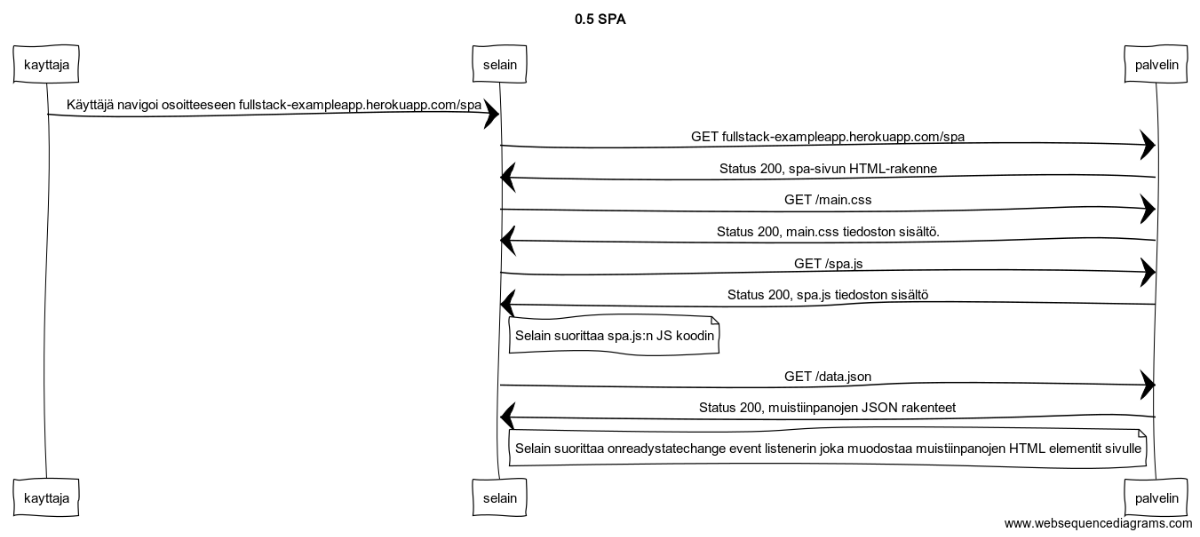 0.5 SPA
kayttaja
selain
palvelin
Käyttäjä navigoi osoitteeseen fullstack-exampleapp.herokuapp.com/spa
GET fullstack-exampleapp.herokuapp.com/spa
Status 200, spa-sivun HTML-rakenne
GET /main.css
Status 200, main.css tiedoston sisältö.
GET /spa.js
Status 200, spa.js tiedoston sisältö
Selain suorittaa spa.js:n JS koodin
GET /data.json
Status 200, muistiinpanojen JSON rakenteet
Selain suorittaa onreadystatechange event listenerin joka muodostaa muistiinpanojen HTML elementit sivulle
kayttaja
selain
palvelin
www.websequencediagrams.com